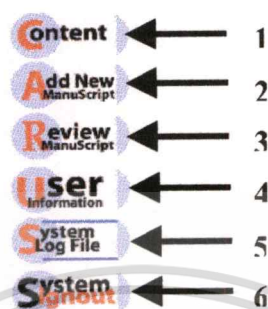 Content 1
Add New
ManuScript 2
Review
ManuScript 3
User
Information 4
System
Log File 5
System
Signout 6